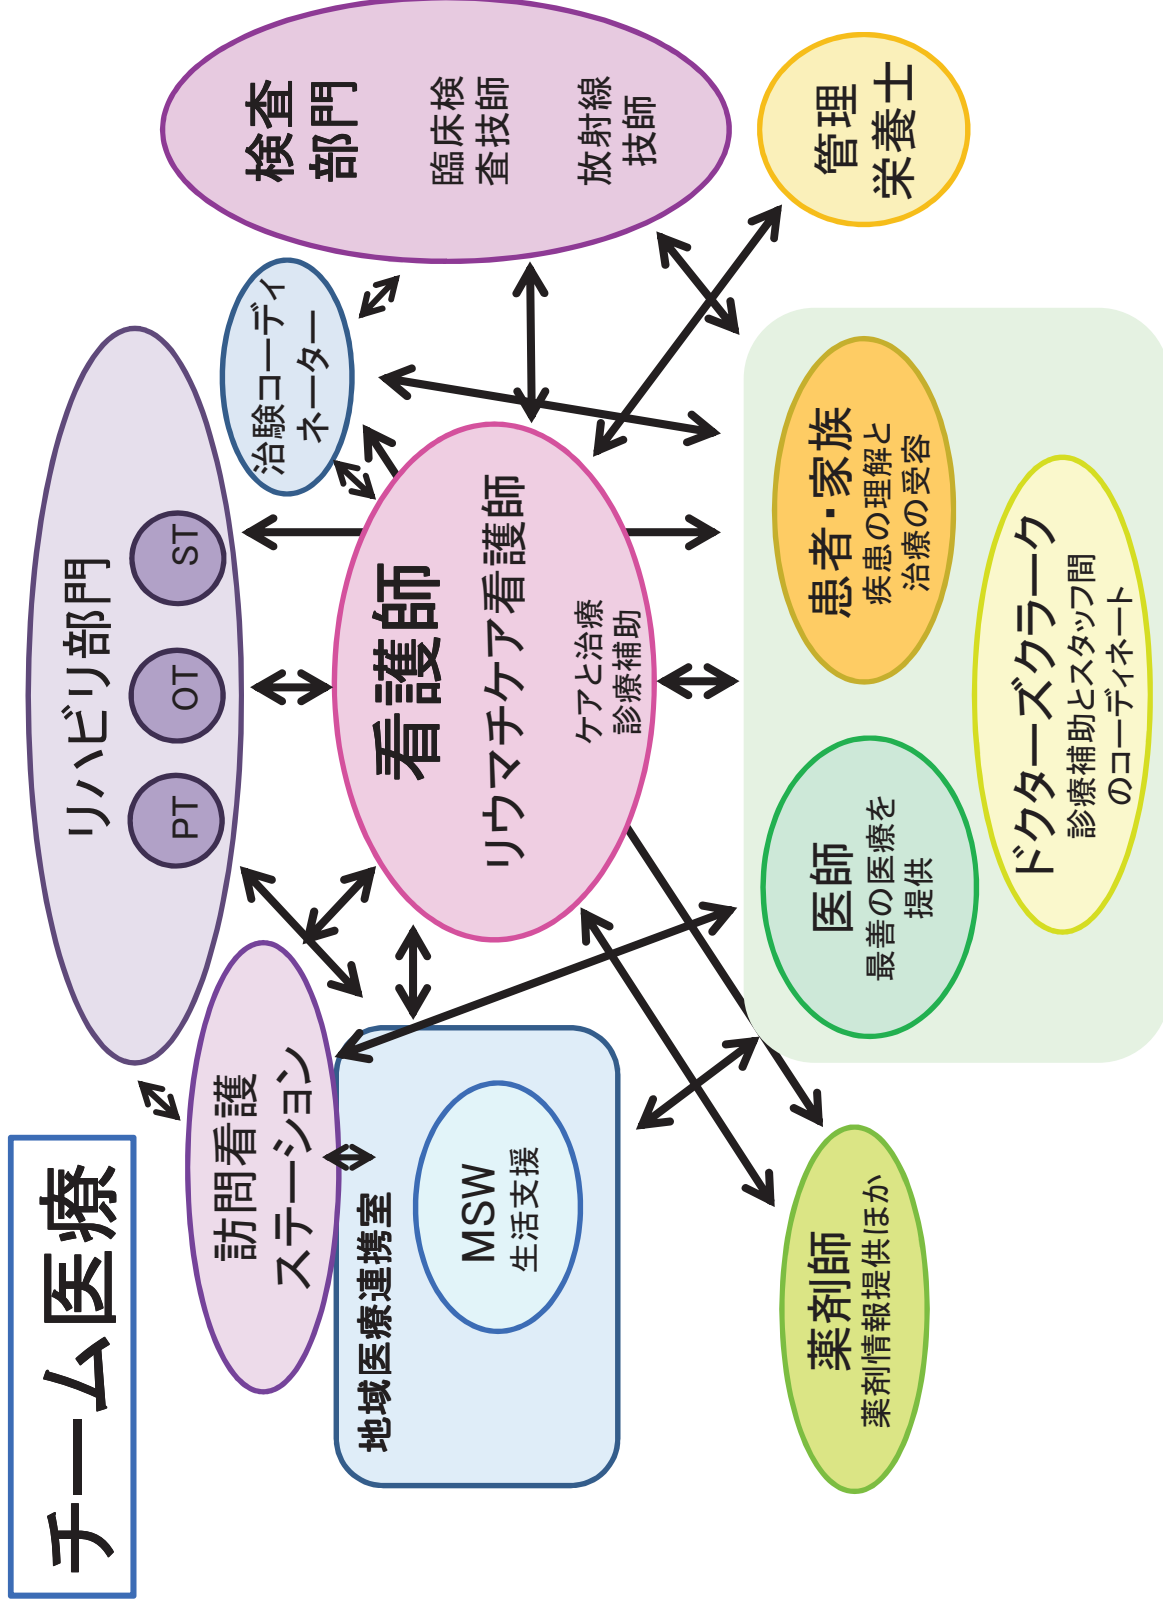 チーム医療
リハビリ部門
PT
OT
ST
訪問看護
ステーション
治験コーディ
ネーター
検査
部門
臨床検
査技師
放射線
技師
地域医療連携室
MSW
生活支援
看護師
リウマチケア看護師
ケアと治療
診療補助
管理
栄養士
薬剤師
薬剤情報提供ほか
医師
最善の医療を
提供
患者・家族
疾患の理解と
治療の受容
ドクターズクラーク
診療補助とスタッフ間
のコーディネート